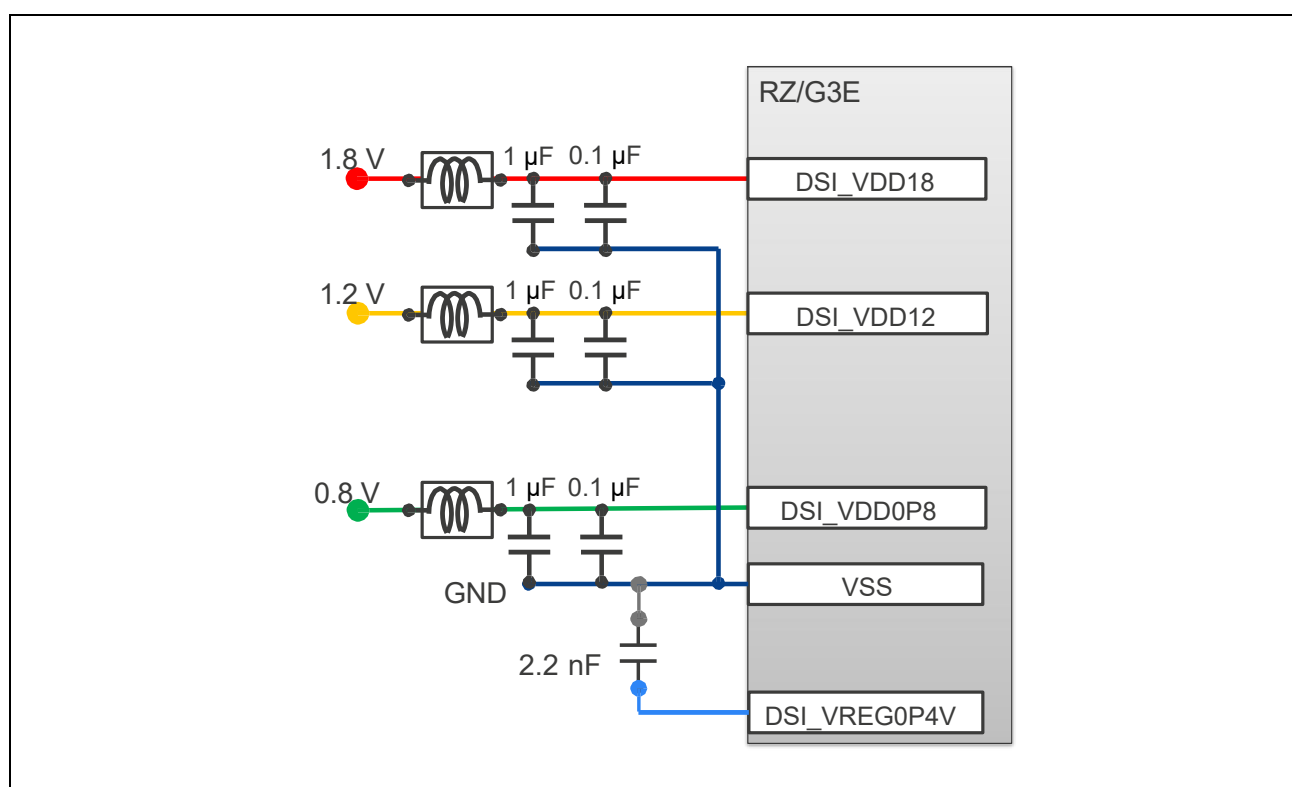 RZ/G3E
1.8 V
1 µF 0.1 µF
DSI_VDD18
1.2 V
1 µF 0.1 µF
DSI_VDD12
0.8 V
1 µF 0.1 µF
DSI_VDD0P8
GND
VSS
2.2 nF
DSI_VREG0P4V